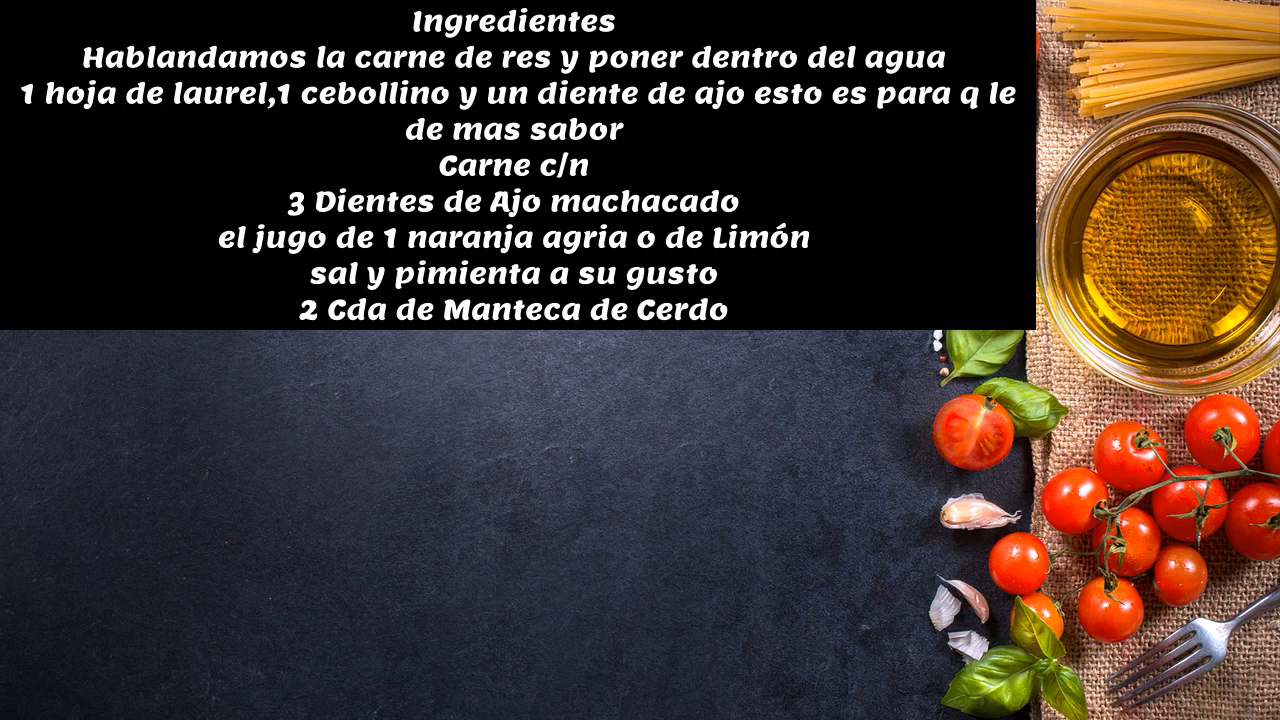 Ingredientes
Hablandamos la carne de res y poner dentro del agua
1 hoja de laurel,1 cebollino y un diente de ajo esto es para q le
de mas sabor
Carne c/n
3 Dientes de Ajo machacado
el jugo de 1 naranja agria o de Limón
sal y pimienta a su gusto
2 Cda de Manteca de Cerdo